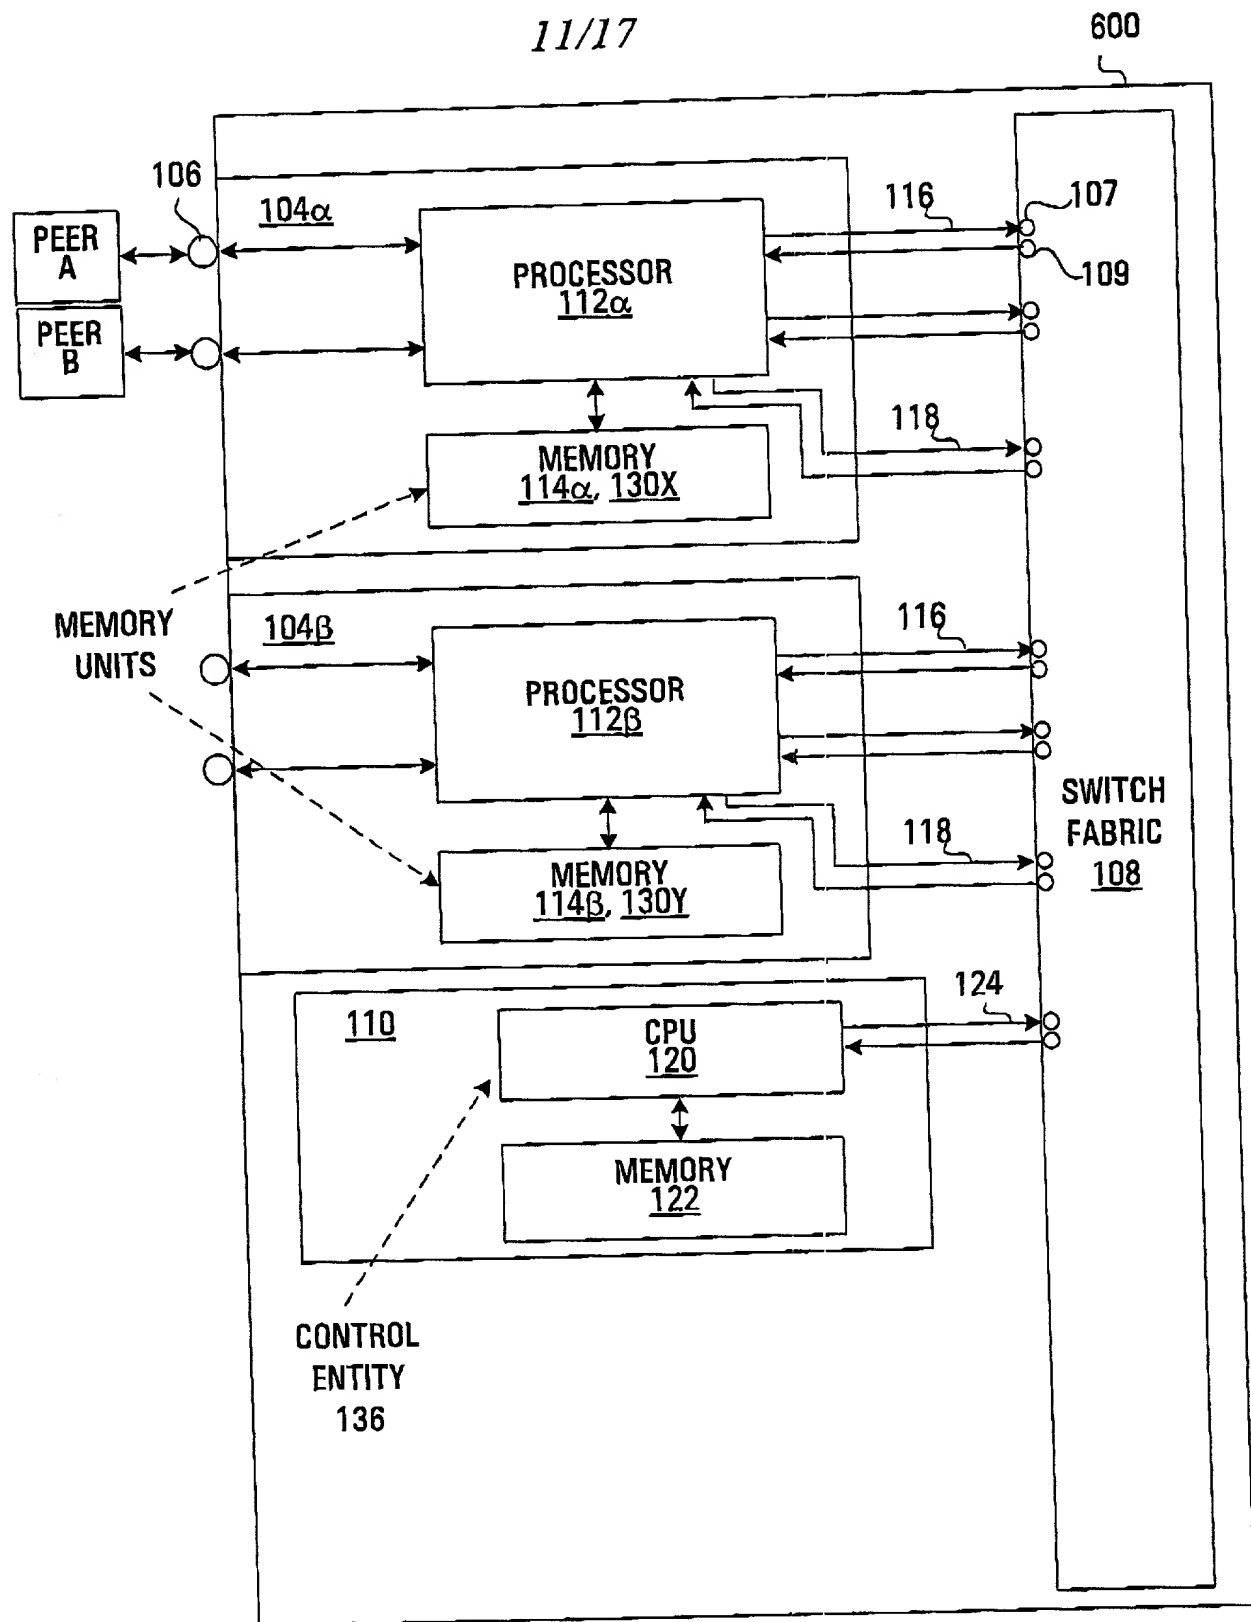 11/17
600
106
104α
116
107
PEER
A
PROCESSOR
112α
109
PEER
B
118
MEMORY
114α, 130X
MEMORY
UNITS
104β
116
PROCESSOR
112β
SWITCH
FABRIC
108
118
MEMORY
114β, 130Y
124
110
CPU
120
MEMORY
122
CONTROL
ENTITY
136